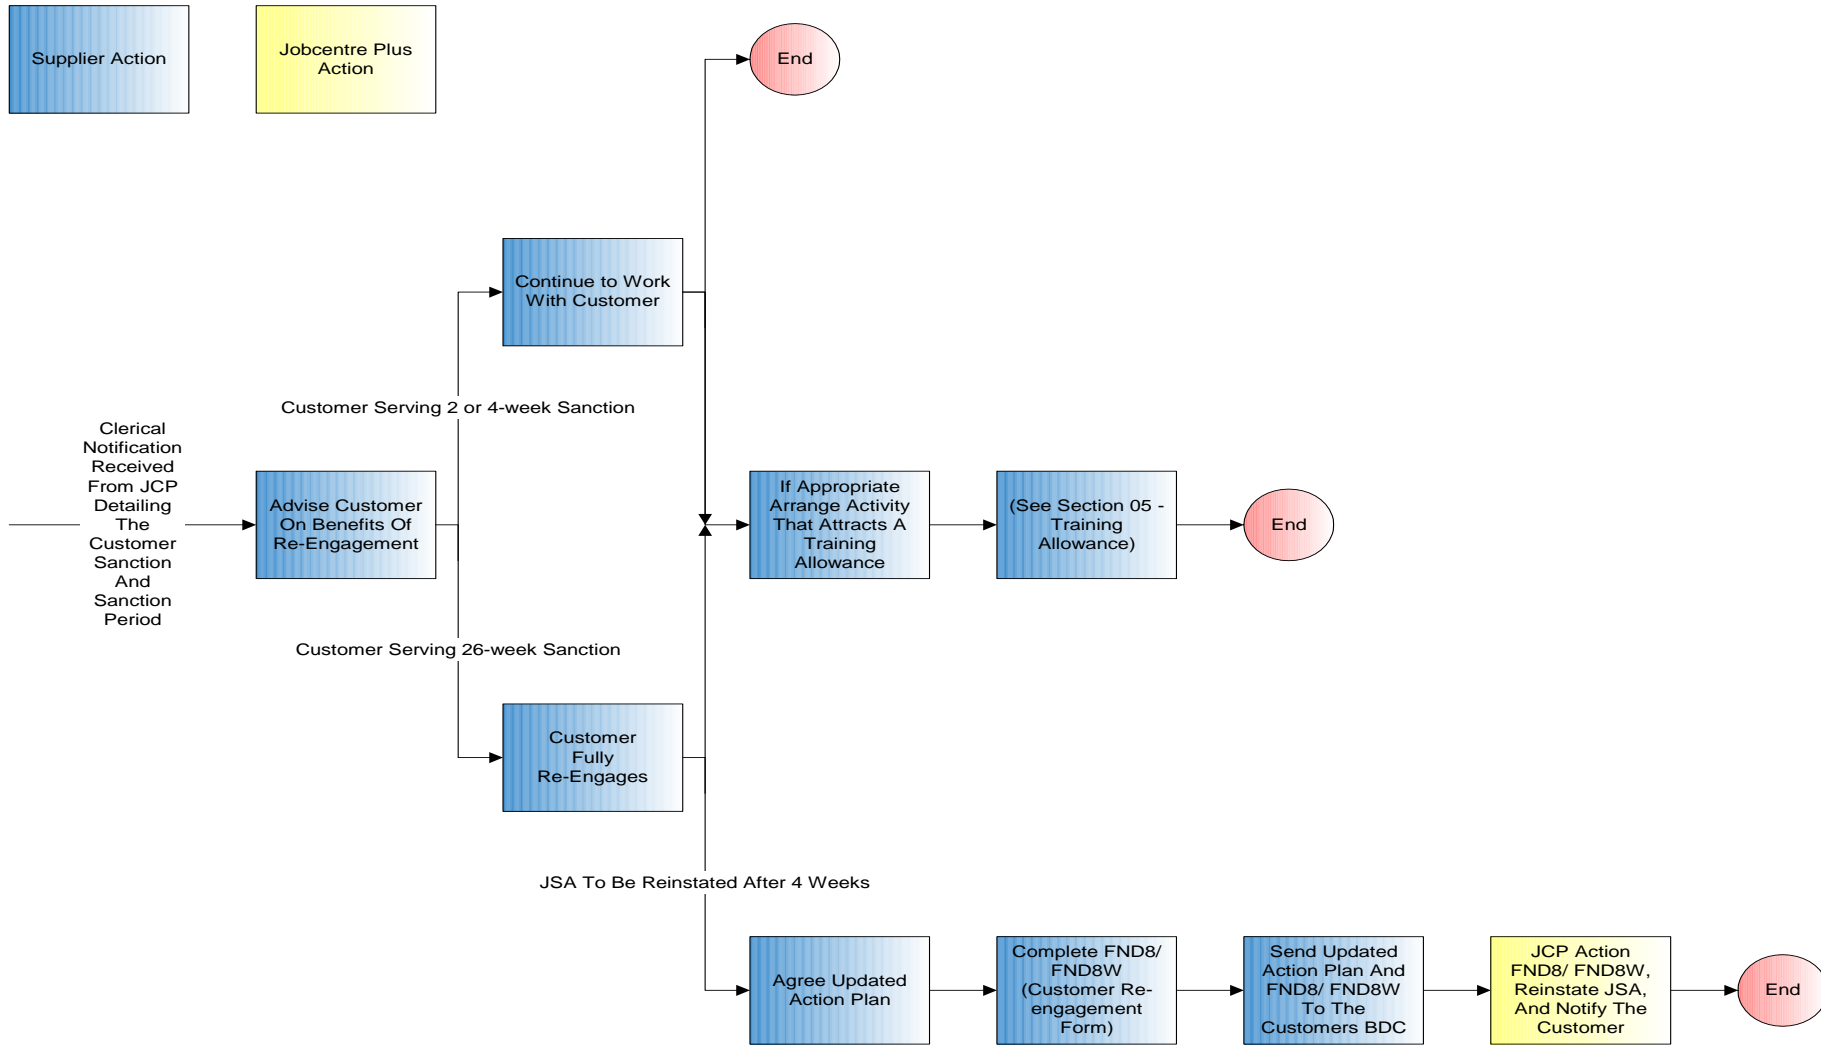 Supplier Action
Jobcentre Plus
Action
End
Continue to Work
With Customer
Customer Serving 2 or 4-week Sanction
Clerical
Notification
Received
From JCP
Detailing
The
Customer
Sanction
And
Sanction
Period
Advise Customer
On Benefits Of
Re-Engagement
If Appropriate
Arrange Activity
That Attracts A
Training
Allowance
(See Section 05 -
Training
Allowance)
End
Customer Serving 26-week Sanction
Customer
Fully
Re-Engages
JSA To Be Reinstated After 4 Weeks
Agree Updated
Action Plan
Complete FND8/
FND8W
(Customer Re-
engagement
Form)
Send Updated
Action Plan And
FND8/ FND8W
To The
Customers BDC
JCP Action
FND8/ FND8W,
Reinstate JSA,
And Notify The
Customer
End